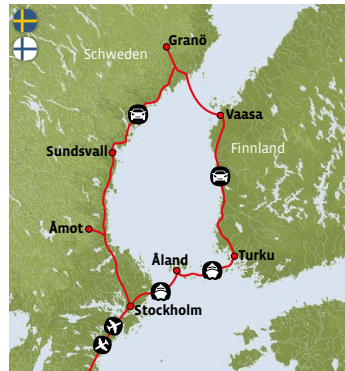 Granö
Schweden
Vaasa
Sundsvall
Finnland
Åmot
Åland
Turku
Stockholm